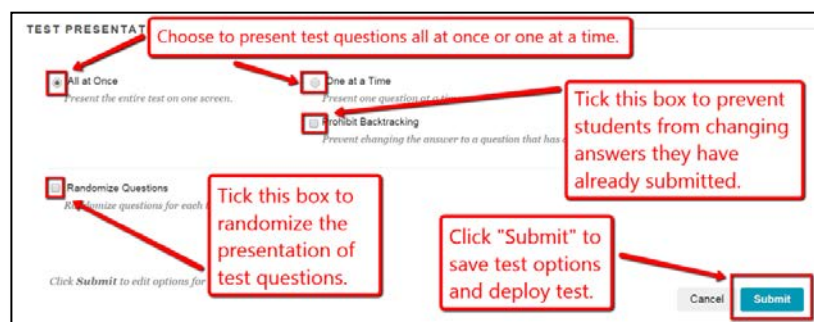 TEST PRESENTAT
Choose to present test questions all at once or one at a time.
All at Once
One at a Time
Present the entire test on one screen.
Present one question at a
Prohibit Backtracking
Prevent changing the answer to a question that has
Tick this box to prevent
students from changing
answers they have
already submitted.
Randomize Questions
Randomize questions for each
Tick this box to
randomize the
presentation of
test questions.
Click "Submit" to
save test options
and deploy test.
Click Submit to edit options for
Cancel
Submit